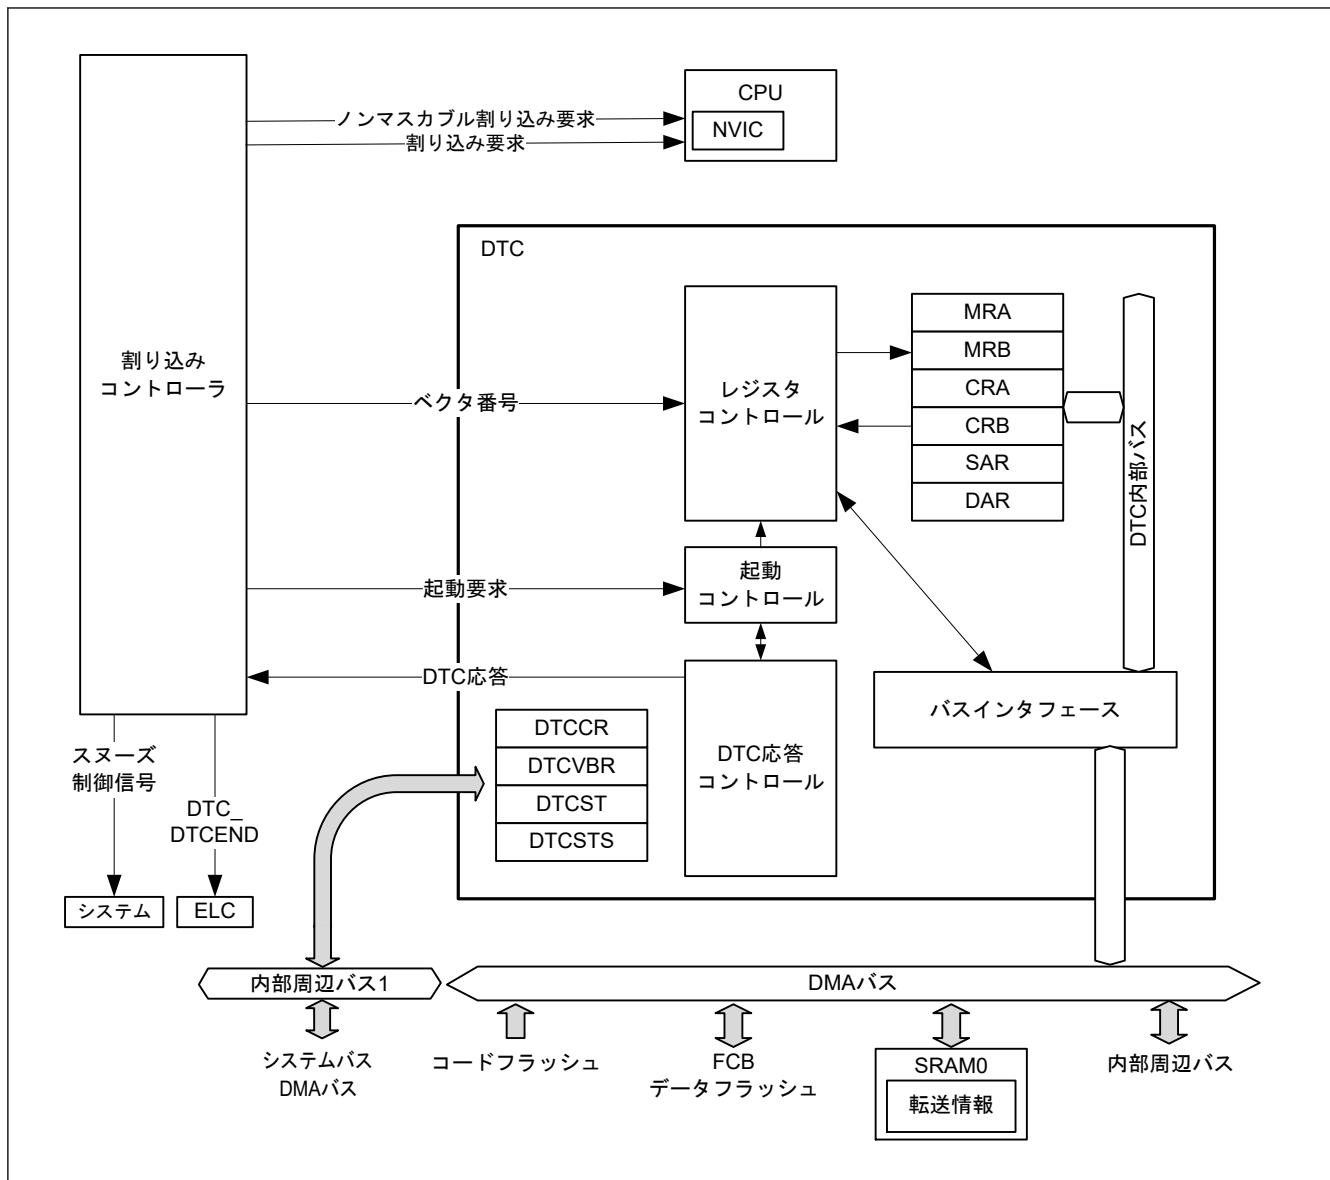 CPU
NVIC
ノンマスカブル割り込み要求
割り込み要求
割り込み
コントローラ
DTC
MRA
MRB
CRA
CRB
SAR
DAR
レジスタ
コントロール
ベクタ番号
DTC内部バス
起動要求
起動
コントロール
DTC応答
バスインタフェース
DTCCR
DTCVBR
DTCST
DTCSTS
DTC応答
コントロール
スヌーズ
制御信号
DTC_
DTCEND
システム
ELC
内部周辺バス1
DMAバス
システムバス
DMAバス
コードフラッシュ
FCB
データフラッシュ
SRAM0
転送情報
内部周辺バス